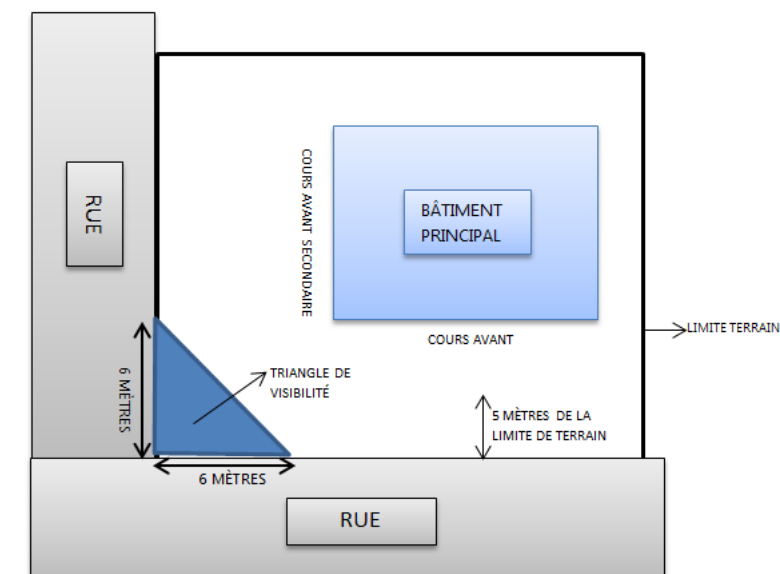 RUE
COURS AVANT SECONDAIRE
BÂTIMENT
PRINCIPAL
COURS AVANT
LIMITE TERRAIN
6 MÈTRES
TRIANGLE DE
VISIBILITÉ
5 MÈTRES DE LA
LIMITE DE TERRAIN
6 MÈTRES
RUE